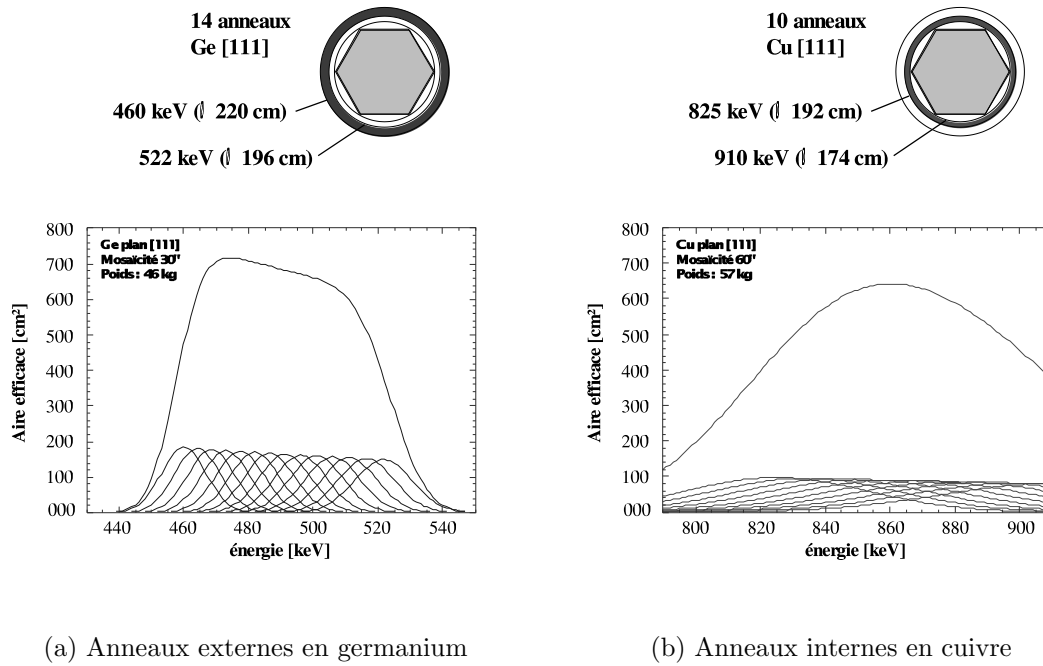 14 anneaux
Ge [111]
460 keV (∅ 220 cm)
522 keV (∅ 196 cm)
800
700
600
500
400
300
200
100
000
Aire efficace [cm²]
Ge plan [111]
Mosaïcité 30"
Poids : 46 kg
440 460 480 500 520 540
énergie [keV]
(a) Anneaux externes en germanium
10 anneaux
Cu [111]
825 keV (∅ 192 cm)
910 keV (∅ 174 cm)
800
700
600
500
400
300
200
100
000
Aire efficace [cm²]
Cu plan [111]
Mosaïcité 60"
Poids : 57 kg
800 820 840 860 880 900
énergie [keV]
(b) Anneaux internes en cuivre